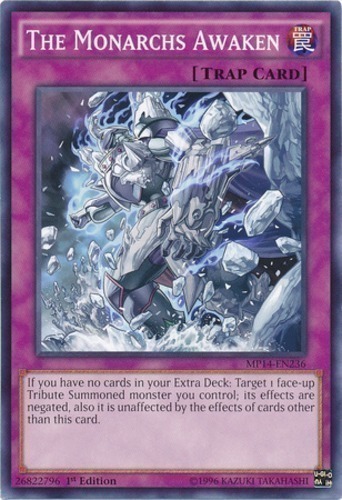 THE MONARCHS AWAKEN
TRAP
罠
[TRAP CARD]
MP14-EN236
If you have no cards in your Extra Deck: Target 1 face-up
Tribute Summoned monster you control; its effects are
negated, also it is unaffected by the effects of cards other
than this card.
26822796
1st Edition
©1996 KAZUKI TAKAHASHI